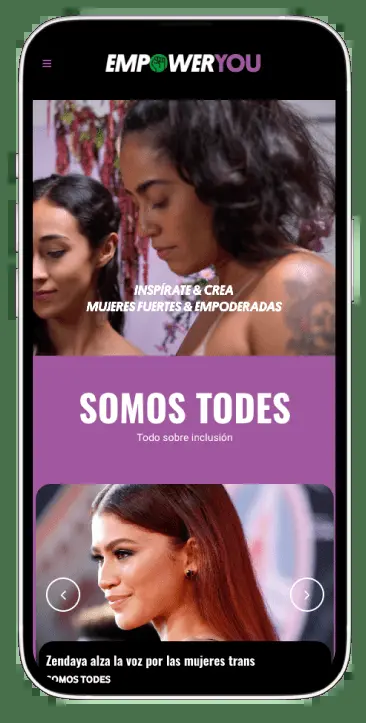 EMPOWERYOU
INSPÍRATE & CREA
MUJERES FUERTES & EMPODERADAS
SOMOS TODES
Todo sobre inclusión
Zendaya alza la voz por las mujeres trans
SOMOS TODES